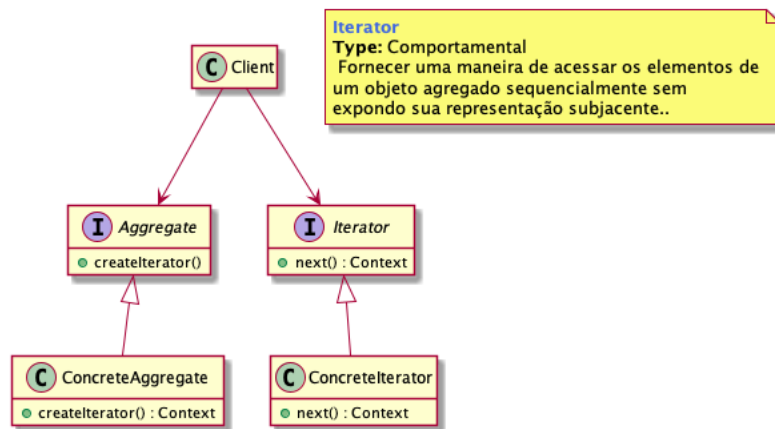 Iterator
Type: Comportamental
Fornecer uma maneira de acessar os elementos de
um objeto agregado sequencialmente sem
expondo sua representação subjacente..
C Client
I Aggregate
createIterator()
I Iterator
next() : Context
C ConcreteAggregate
createIterator() : Context
C ConcreteIterator
next() : Context